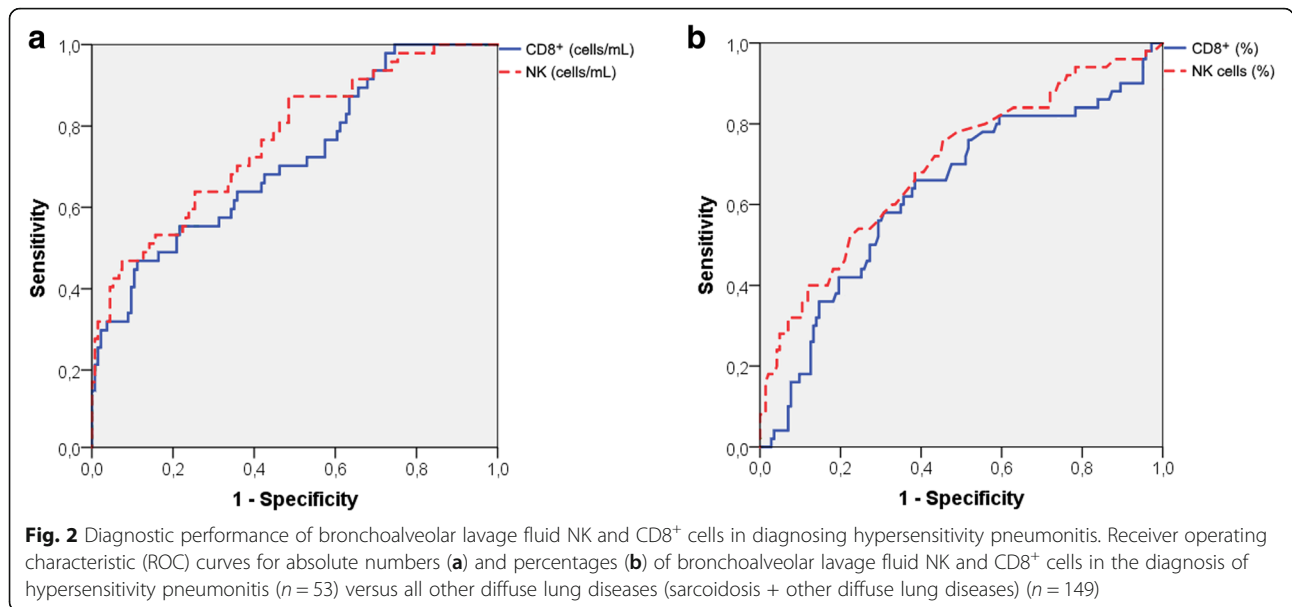 a
CD8+ (cells/mL)
NK (cells/mL)
1,0
0,8
0,6
0,4
0,2
0,0
Sensitivity
0,0 0,2 0,4 0,6 0,8 1,0
1 - Specificity
b
CD8+ (%)
NK cells (%)
1,0
0,8
0,6
0,4
0,2
0,0
Sensitivity
0,0 0,2 0,4 0,6 0,8 1,0
1 - Specificity
Fig. 2 Diagnostic performance of bronchoalveolar lavage fluid NK and CD8+ cells in diagnosing hypersensitivity pneumonitis. Receiver operating
characteristic (ROC) curves for absolute numbers (a) and percentages (b) of bronchoalveolar lavage fluid NK and CD8+ cells in the diagnosis of
hypersensitivity pneumonitis (n = 53) versus all other diffuse lung diseases (sarcoidosis + other diffuse lung diseases) (n = 149)